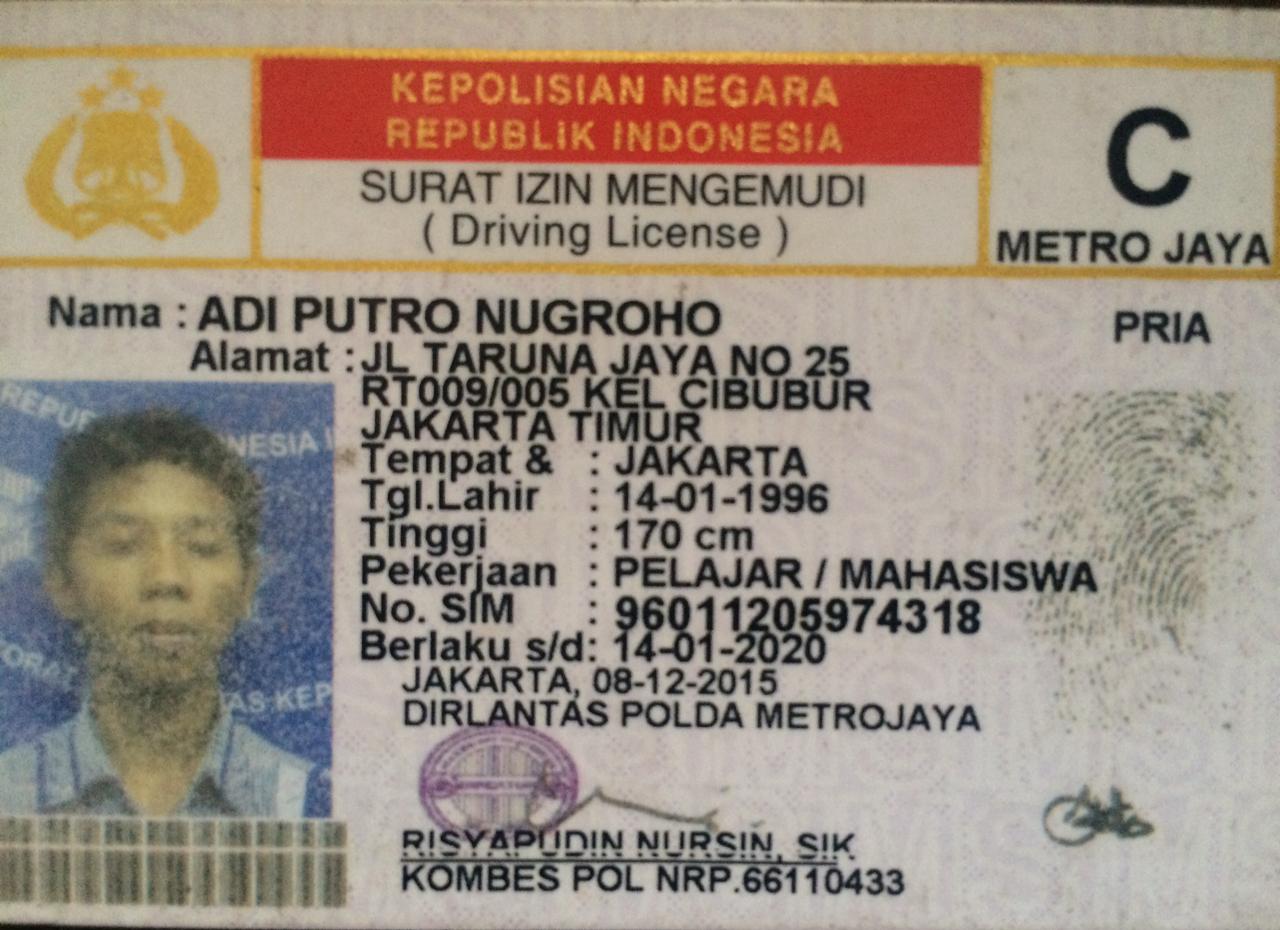 KEPOLISIAN NEGARA
REPUBLIK INDONESIA
SURAT IZIN MENGEMUDI
( Driving License )
C
METRO JAYA
Nama : ADI PUTRO NUGROHO
PRIA
Alamat : JL TARUNA JAYA NO 25
RT009/005 KEL CIBUBUR
JAKARTA TIMUR
Tempat & : JAKARTA
Tgl.Lahir : 14-01-1996
Tinggi : 170 cm
Pekerjaan : PELAJAR / MAHASISWA
No. SIM : 96011205974318
Berlaku s/d: 14-01-2020
JAKARTA, 08-12-2015
DIRLANTAS POLDA METROJAYA
RISYAPUDIN NURSIN, SIK
KOMBES POL NRP.66110433